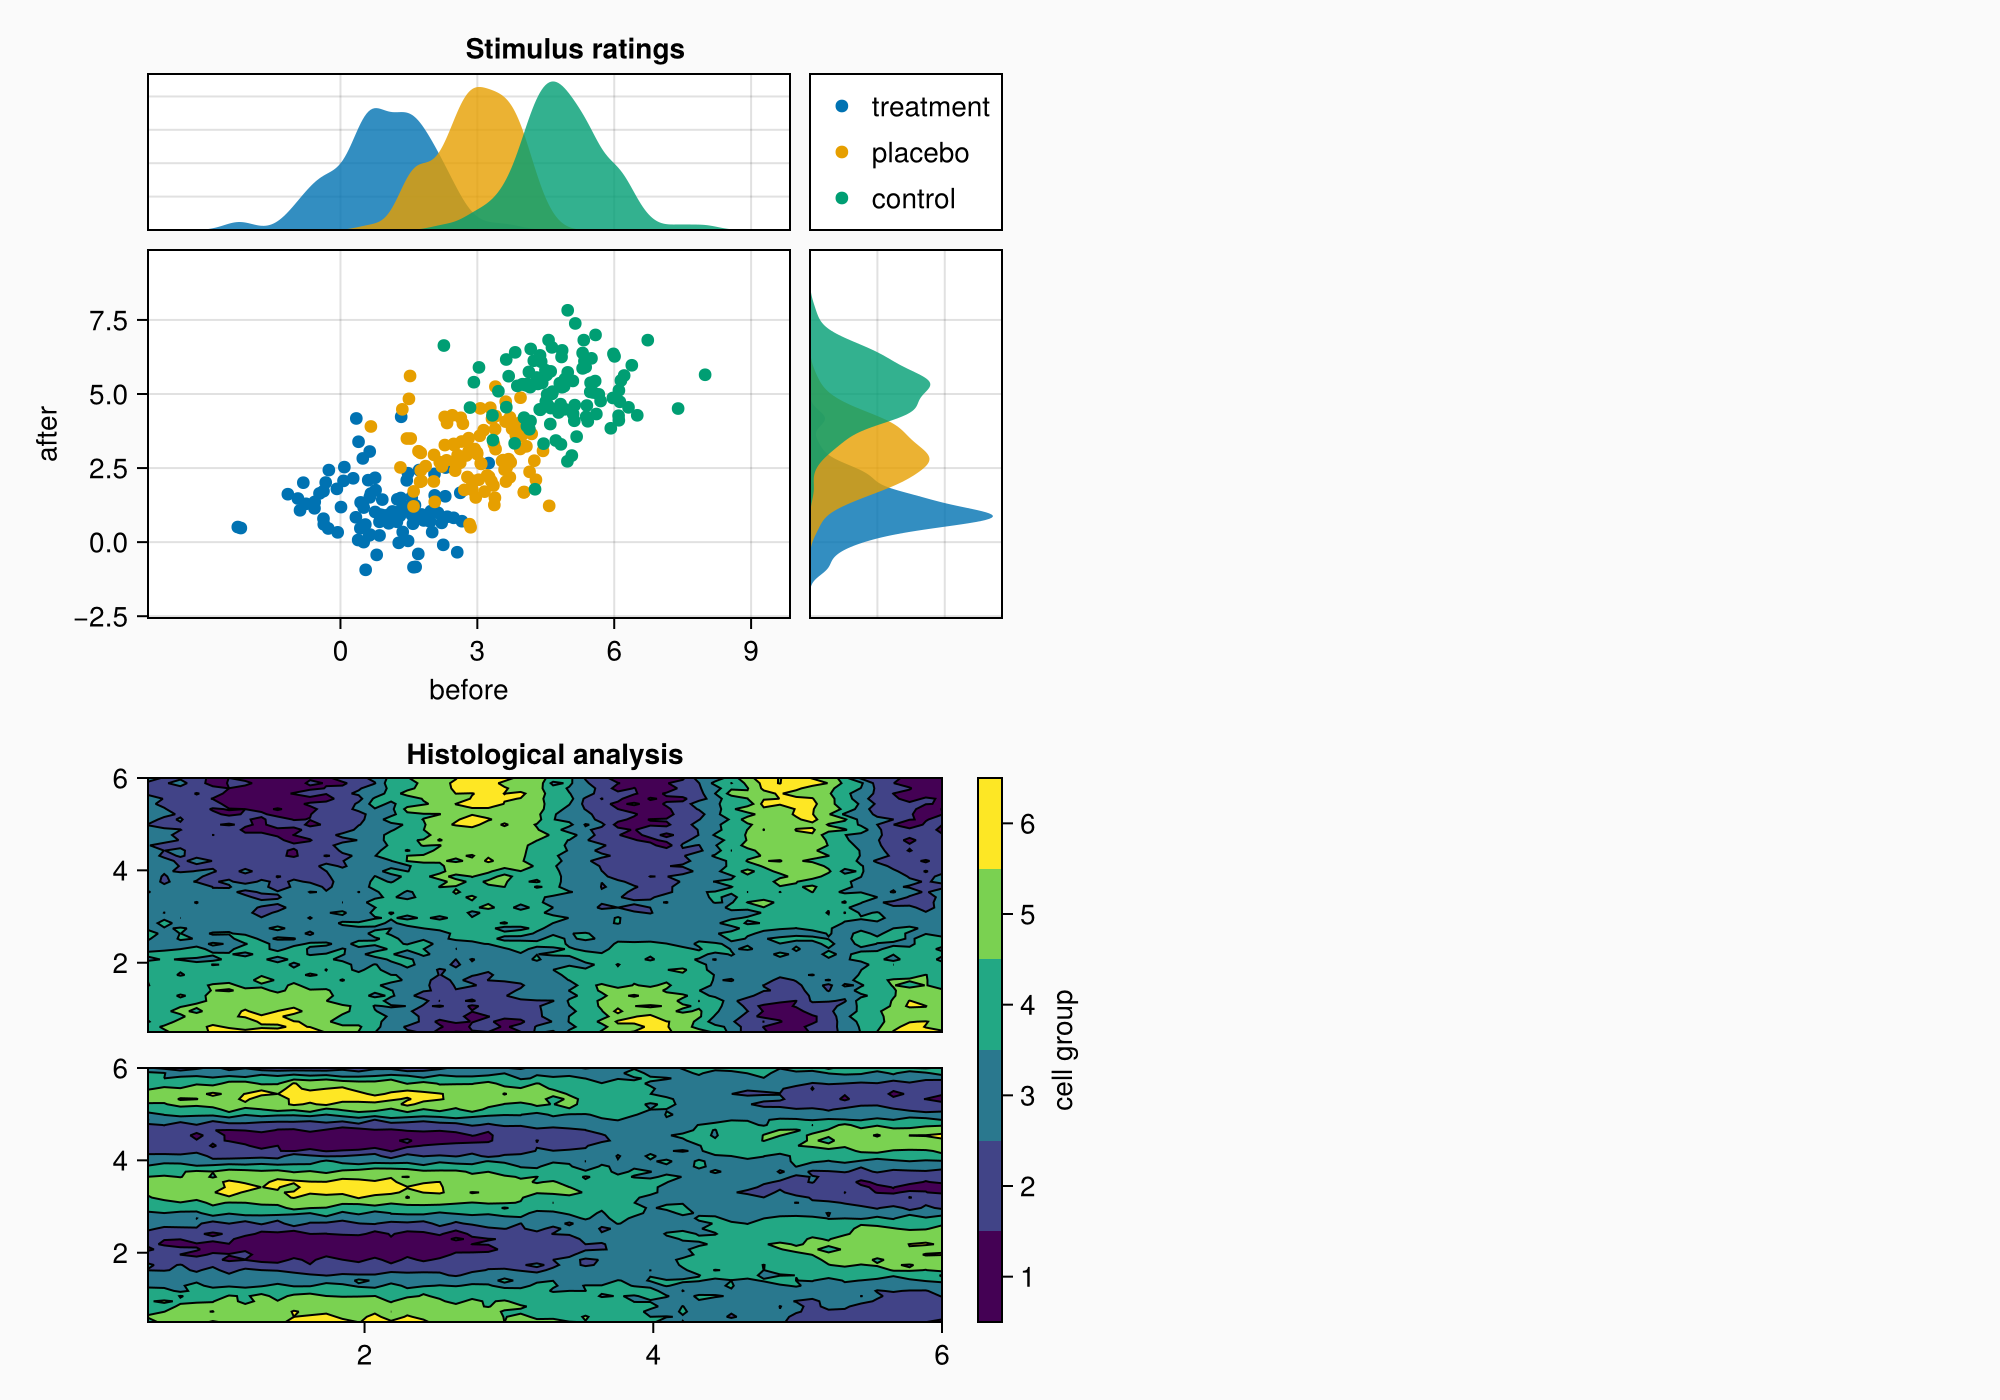 Stimulus ratings
treatment
placebo
control
7.5
5.0
2.5
0.0
−2.5
after
0 3 6 9
before
Histological analysis
6
4
2
6
4
2
2 4 6
6
5
4
3
2
1
cell group